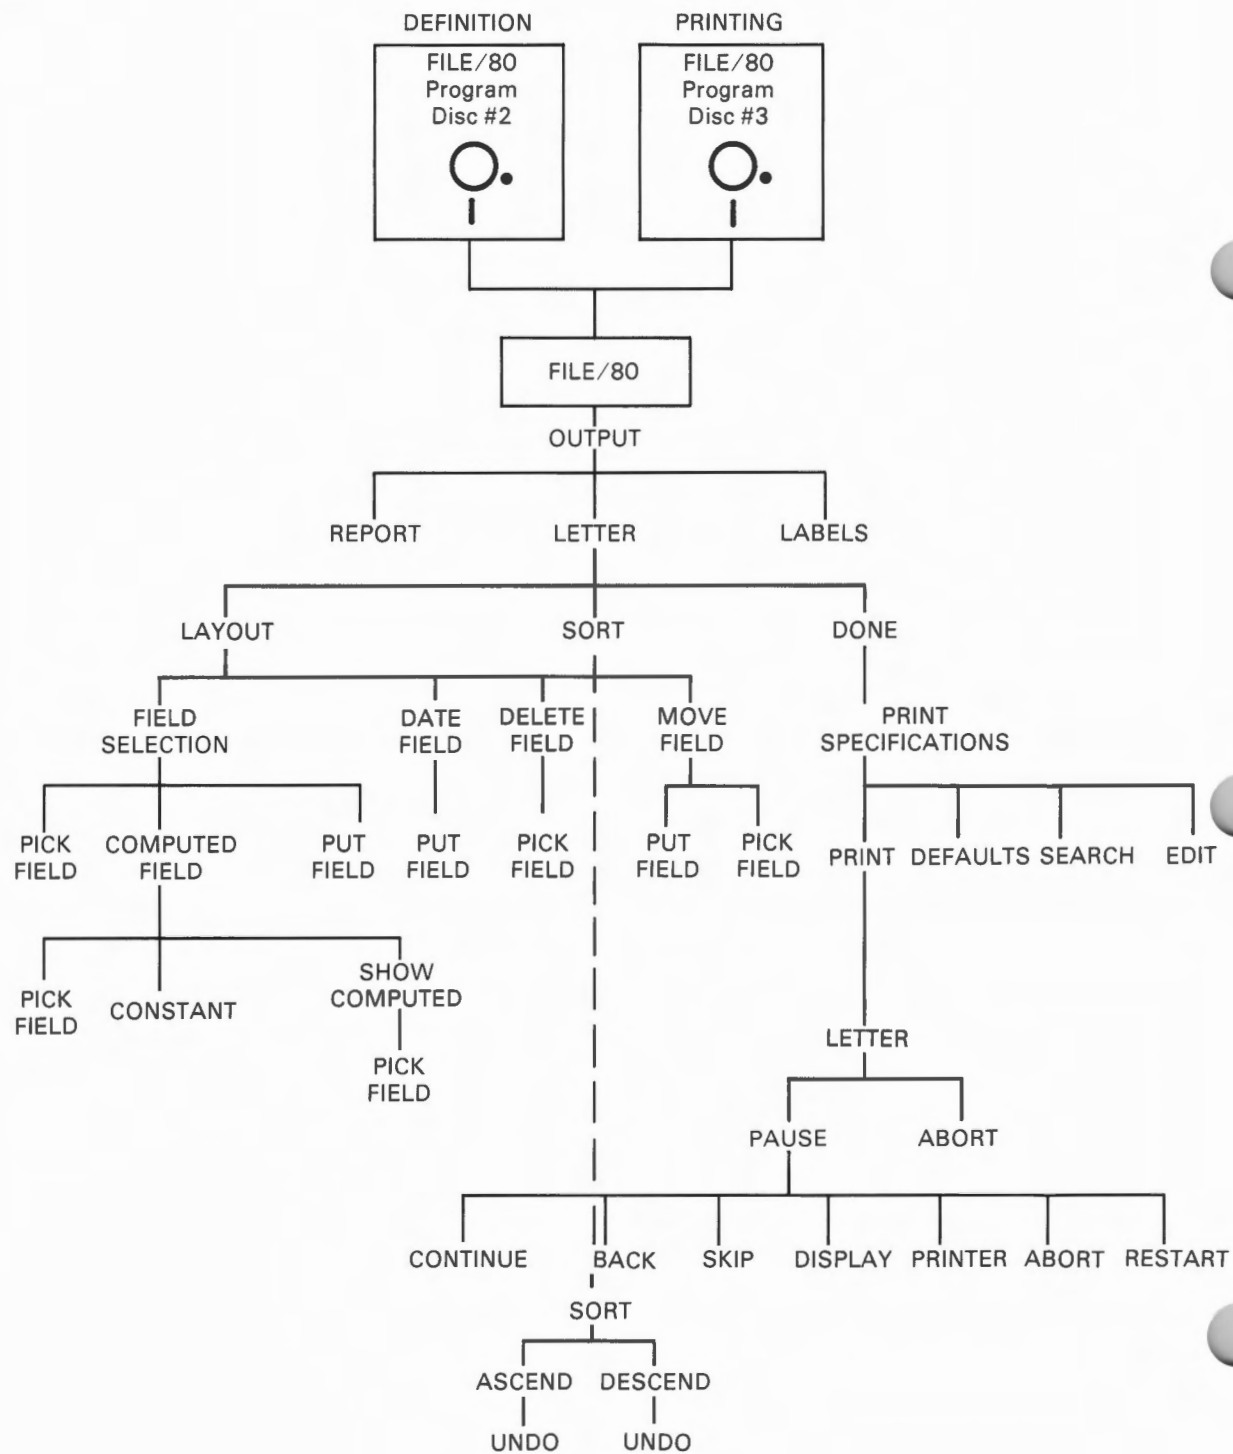 DEFINITION
PRINTING
FILE/80
Program
Disc #2
FILE/80
Program
Disc #3
FILE/80
OUTPUT
REPORT
LETTER
LABELS
LAYOUT
SORT
DONE
FIELD
SELECTION
DATE
FIELD
DELETE
FIELD
MOVE
FIELD
PRINT
SPECIFICATIONS
PICK
FIELD
COMPUTED
FIELD
PUT
FIELD
PUT
FIELD
PICK
FIELD
PUT
FIELD
PICK
FIELD
PRINT
DEFAULTS
SEARCH
EDIT
PICK
FIELD
CONSTANT
SHOW
COMPUTED
PICK
FIELD
LETTER
PAUSE
ABORT
CONTINUE
BACK
SKIP
DISPLAY
PRINTER
ABORT
RESTART
SORT
ASCEND
DESCEND
UNDO
UNDO